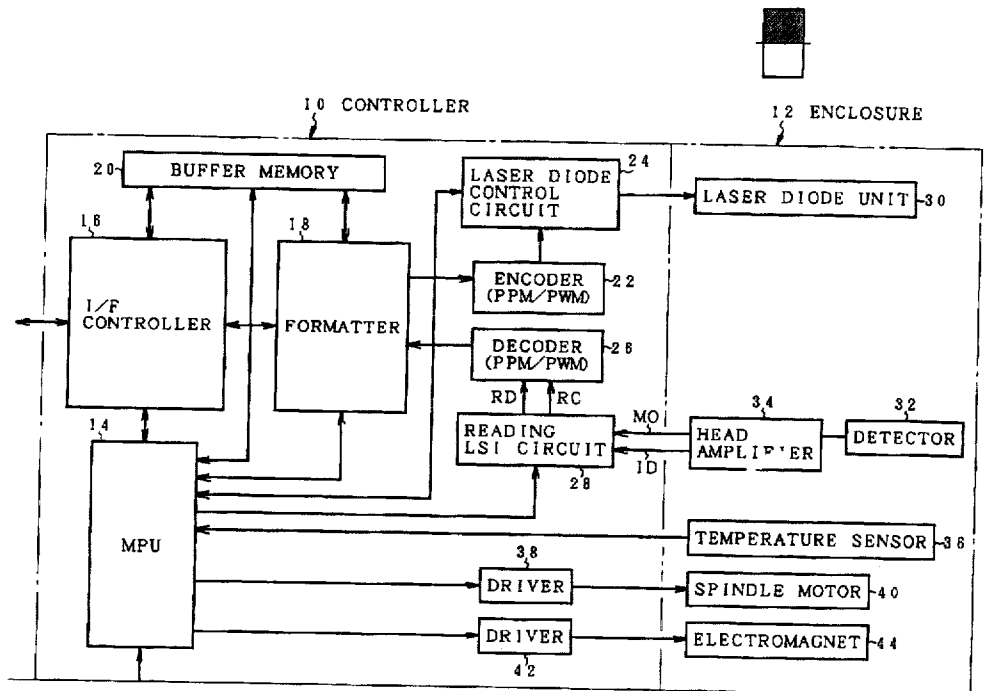 10 CONTROLLER
12 ENCLOSURE
20
BUFFER MEMORY
24
LASER DIODE
CONTROL
CIRCUIT
LASER DIODE UNIT
30
16
18
I/F
CONTROLLER
FORMATTER
ENCODER
(PPM/PWM)
22
DECODER
(PPM/PWM)
26
RD
RC
MO
34
32
14
READING
LSI CIRCUIT
HEAD
AMPLIFIER
DETECTOR
ID
28
MPU
TEMPERATURE SENSOR
36
38
DRIVER
SPINDLE MOTOR
40
DRIVER
ELECTROMAGNET
44
42